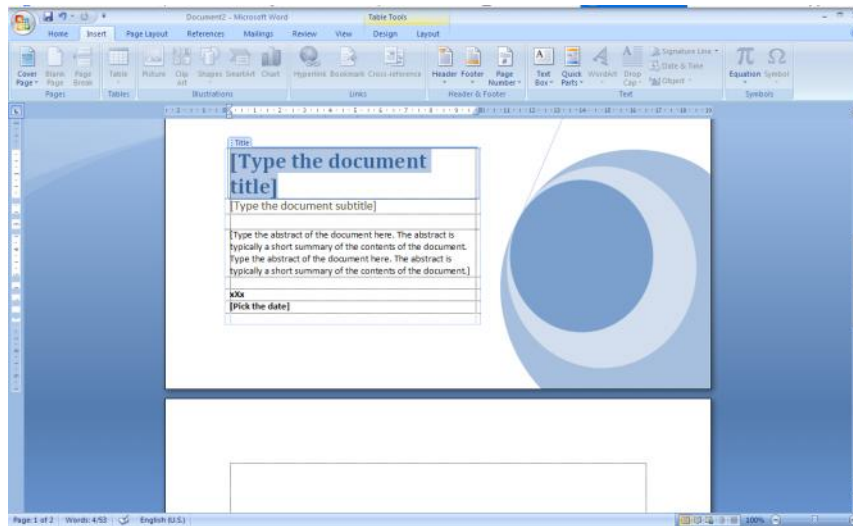 Document2 - Microsoft Word
Table Tools
Home Insert Page Layout References Mailings Review View Design Layout
Cover Page Blank Page Page Break Table Picture Clip Art Shapes SmartArt Chart Hyperlink Bookmark Cross-reference Header Footer Page Number Text Box Quick Parts WordArt Drop Cap Signature Line Date & Time Object Equation Symbol
Pages Tables Illustrations Links Header & Footer Text Symbols
Title
[Type the document
title]
[Type the document subtitle]
[Type the abstract of the document here. The abstract is
typically a short summary of the contents of the document.
Type the abstract of the document here. The abstract is
typically a short summary of the contents of the document.]
xXx
[Pick the date]
Page: 1 of 2 Words: 4/53 English (U.S.) 100%